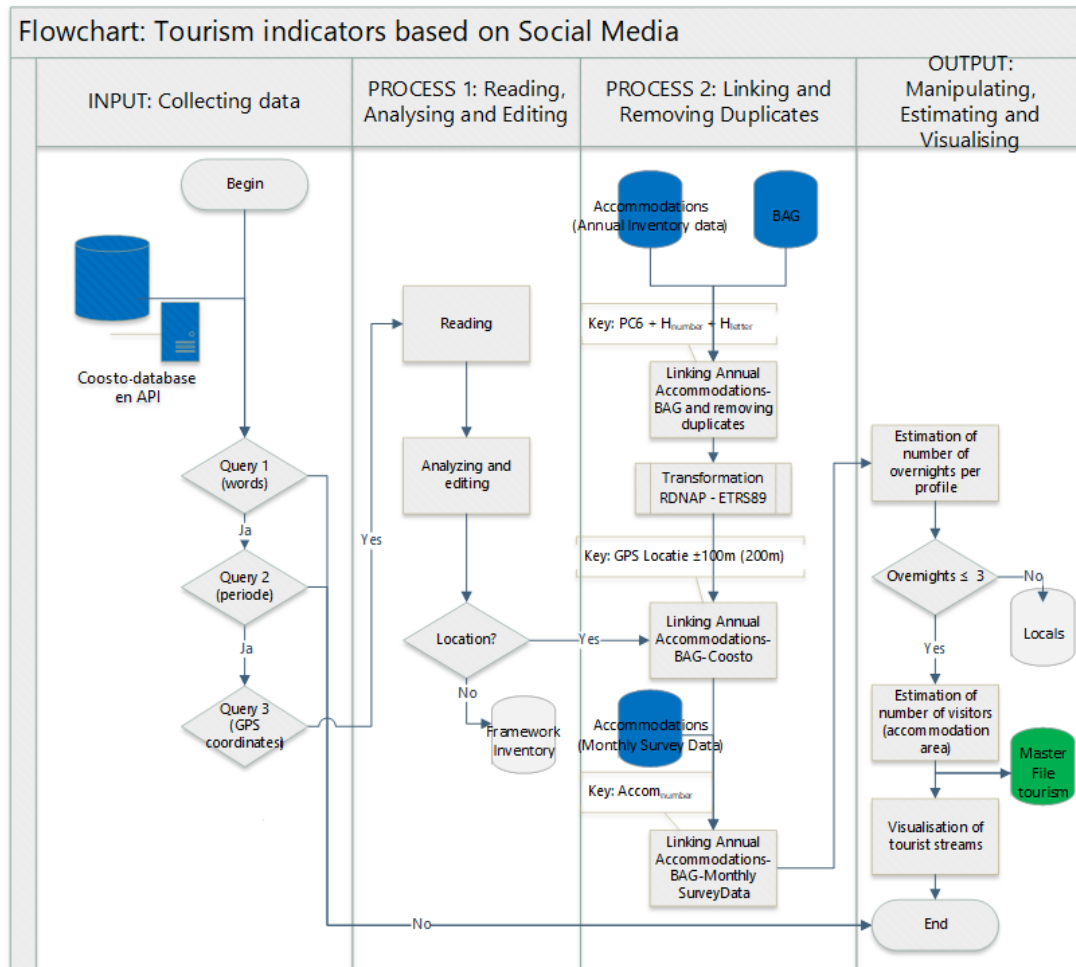 Flowchart: Tourism indicators based on Social Media
INPUT: Collecting data
PROCESS 1: Reading,
Analysing and Editing
PROCESS 2: Linking and
Removing Duplicates
OUTPUT:
Manipulating,
Estimating and
Visualising
Begin
Coosto-database
en API
Query 1
(words)
Ja
Query 2
(periode)
Ja
Query 3
(GPS
coordinates)
Yes
No
Reading
Analyzing and
editing
Location?
Yes
No
Framework
Inventory
Accommodations
(Annual Inventory data)
BAG
Key: PC6 + Hnumber + Hletter
Linking Annual
Accommodations-
BAG and removing
duplicates
Transformation
RDNAP - ETRS89
Key: GPS Locatie ±100m (200m)
Linking Annual
Accommodations-
BAG-Coosto
Accommodations
(Monthly Survey Data)
Key: Accomnumber
Linking Annual
Accommodations-
BAG-Monthly
SurveyData
Estimation of
number of
overnights per
profile
Overnights ≤ 3
No
Locals
Yes
Estimation of
number of visitors
(accommodation
area)
Master
File
tourism
Visualisation of
tourist streams
End